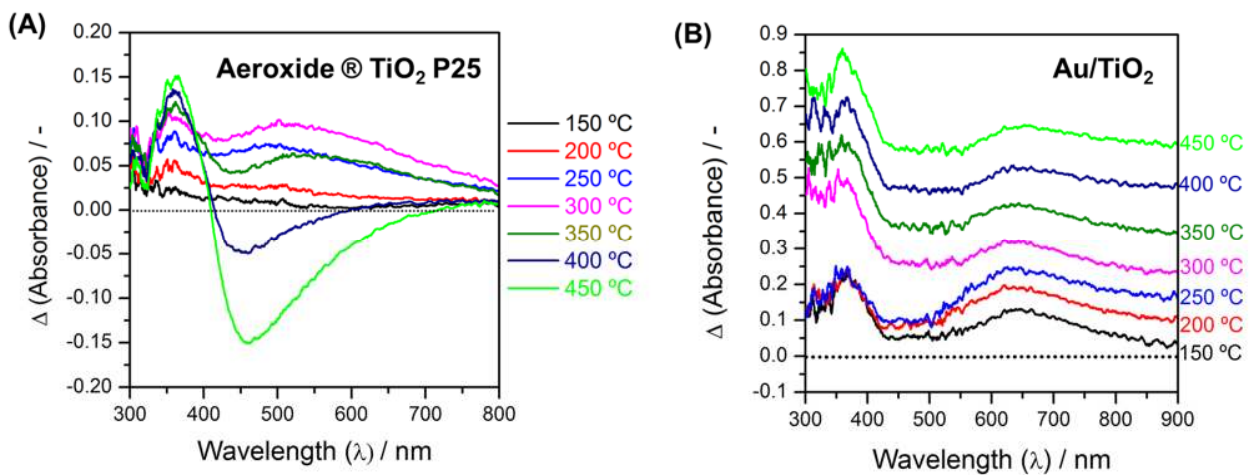 (A)
Aeroxide ® TiO₂ P25
Δ (Absorbance) / -
0.20
0.15
0.10
0.05
0.00
-0.05
-0.10
-0.15
-0.20
300 400 500 600 700 800
Wavelength (λ) / nm
150 ºC
200 ºC
250 ºC
300 ºC
350 ºC
400 ºC
450 ºC
(B)
Au/TiO₂
Δ (Absorbance) / -
0.9
0.8
0.7
0.6
0.5
0.4
0.3
0.2
0.1
0.0
-0.1
300 400 500 600 700 800 900
Wavelength (λ) / nm
450 ºC
400 ºC
350 ºC
300 ºC
250 ºC
200 ºC
150 ºC